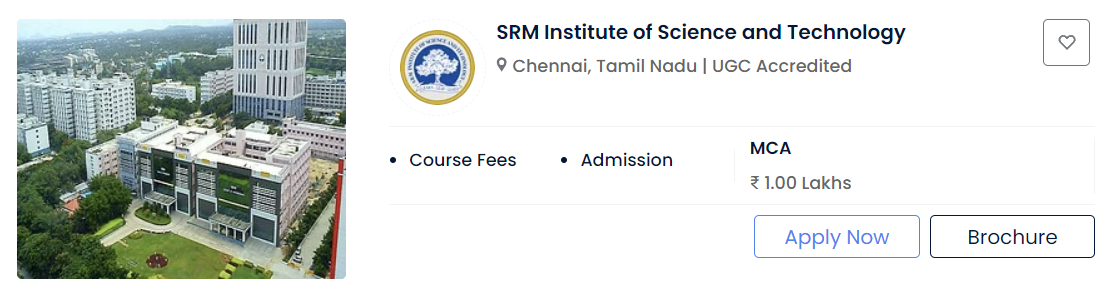 SRM Institute of Science and Technology
Chennai, Tamil Nadu | UGC Accredited
Course Fees
Admission
MCA
₹ 1.00 Lakhs
Apply Now
Brochure